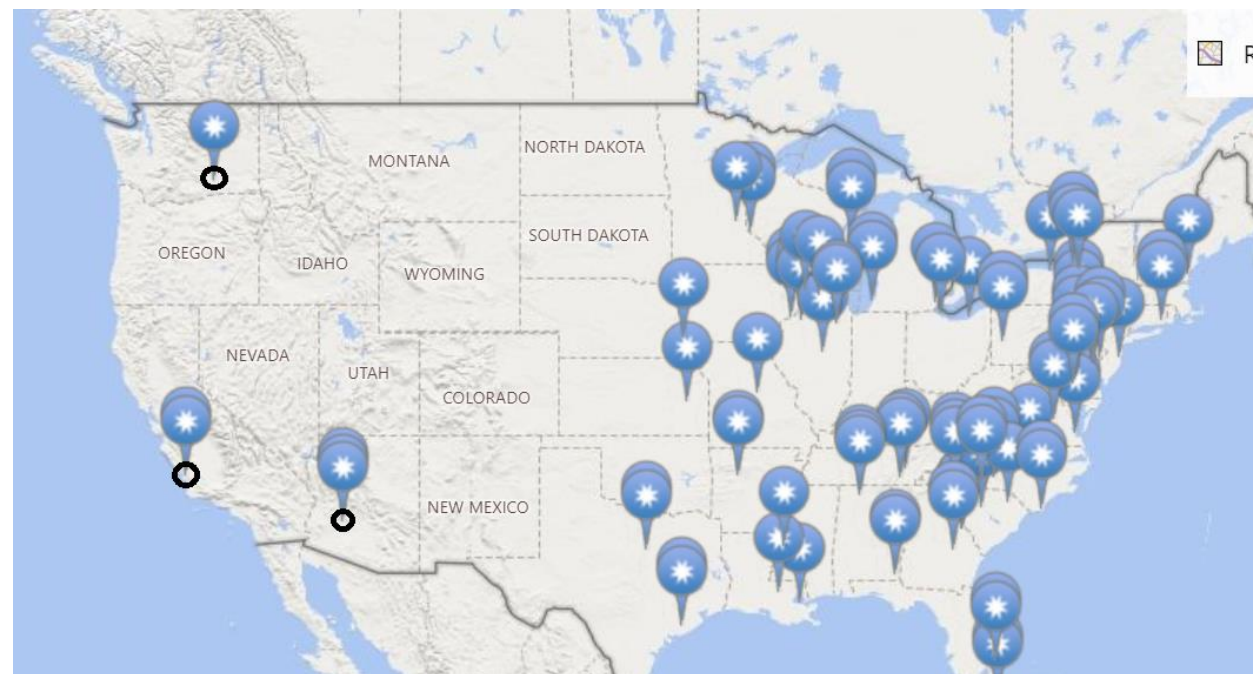 R
MONTANA
NORTH DAKOTA
OREGON
IDAHO
WYOMING
SOUTH DAKOTA
NEVADA
UTAH
COLORADO
NEW MEXICO